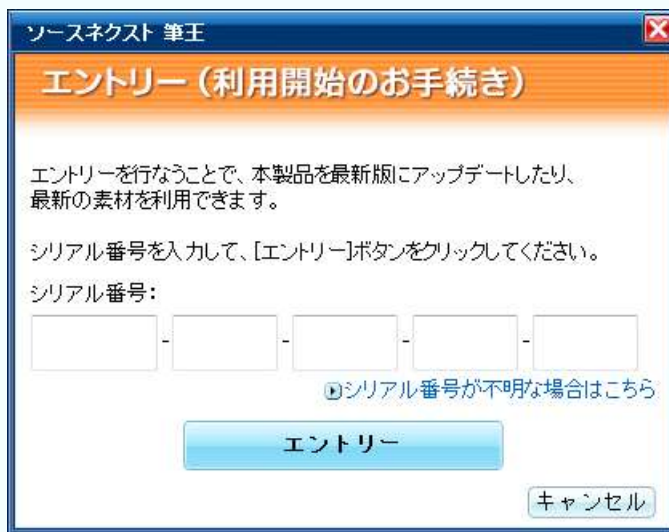 ソースネクスト 筆王
エントリー（利用開始のお手続き）
エントリーを行なうことで、本製品を最新版にアップデートしたり、
最新の素材を利用できます。
シリアル番号を入力して、[エントリー]ボタンをクリックしてください。
シリアル番号：
- - - -
シリアル番号が不明な場合はこちら
エントリー
キャンセル